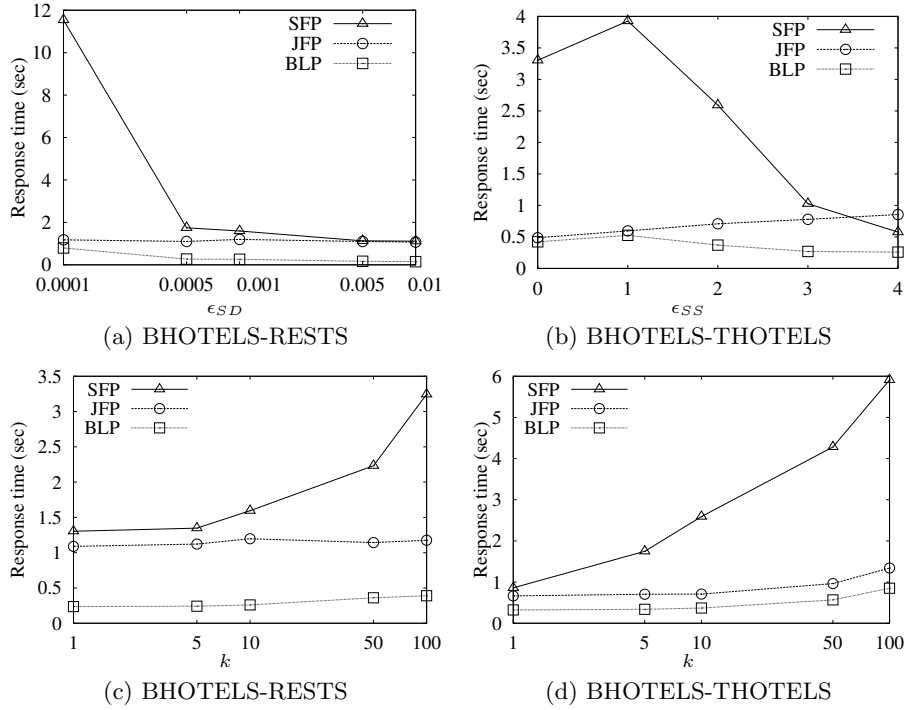 12
10
8
6
4
2
0
Response time (sec)
SFP
JFP
BLP
0.0001 0.0005 0.001 0.005 0.01
ϵ_SD
(a) BHOTELS-RESTS
4
3.5
3
2.5
2
1.5
1
0.5
0
Response time (sec)
SFP
JFP
BLP
0 1 2 3 4
ϵ_SS
(b) BHOTELS-THOTELS
3.5
3
2.5
2
1.5
1
0.5
0
Response time (sec)
SFP
JFP
BLP
1 5 10 50 100
k
(c) BHOTELS-RESTS
6
5
4
3
2
1
0
Response time (sec)
SFP
JFP
BLP
1 5 10 50 100
k
(d) BHOTELS-THOTELS